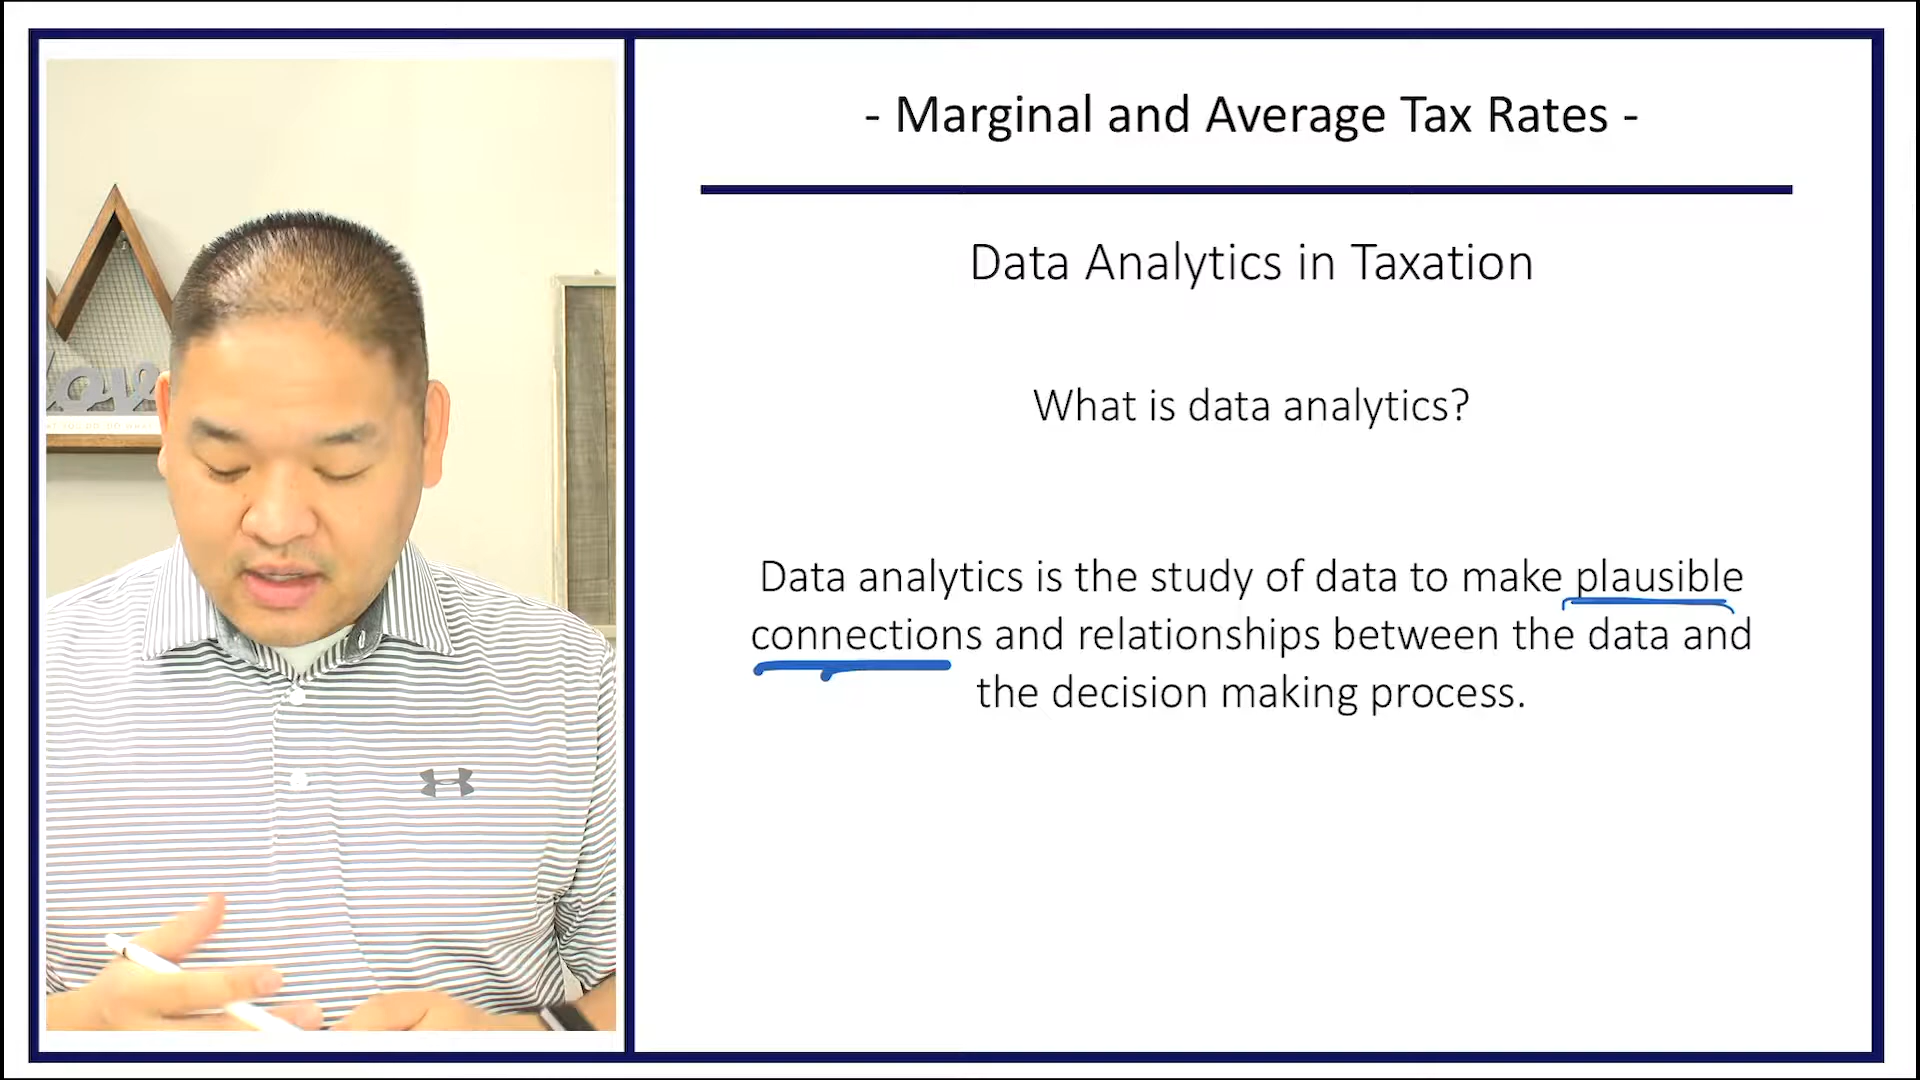 - Marginal and Average Tax Rates -
Data Analytics in Taxation
What is data analytics?
Data analytics is the study of data to make plausible
connections and relationships between the data and
the decision making process.